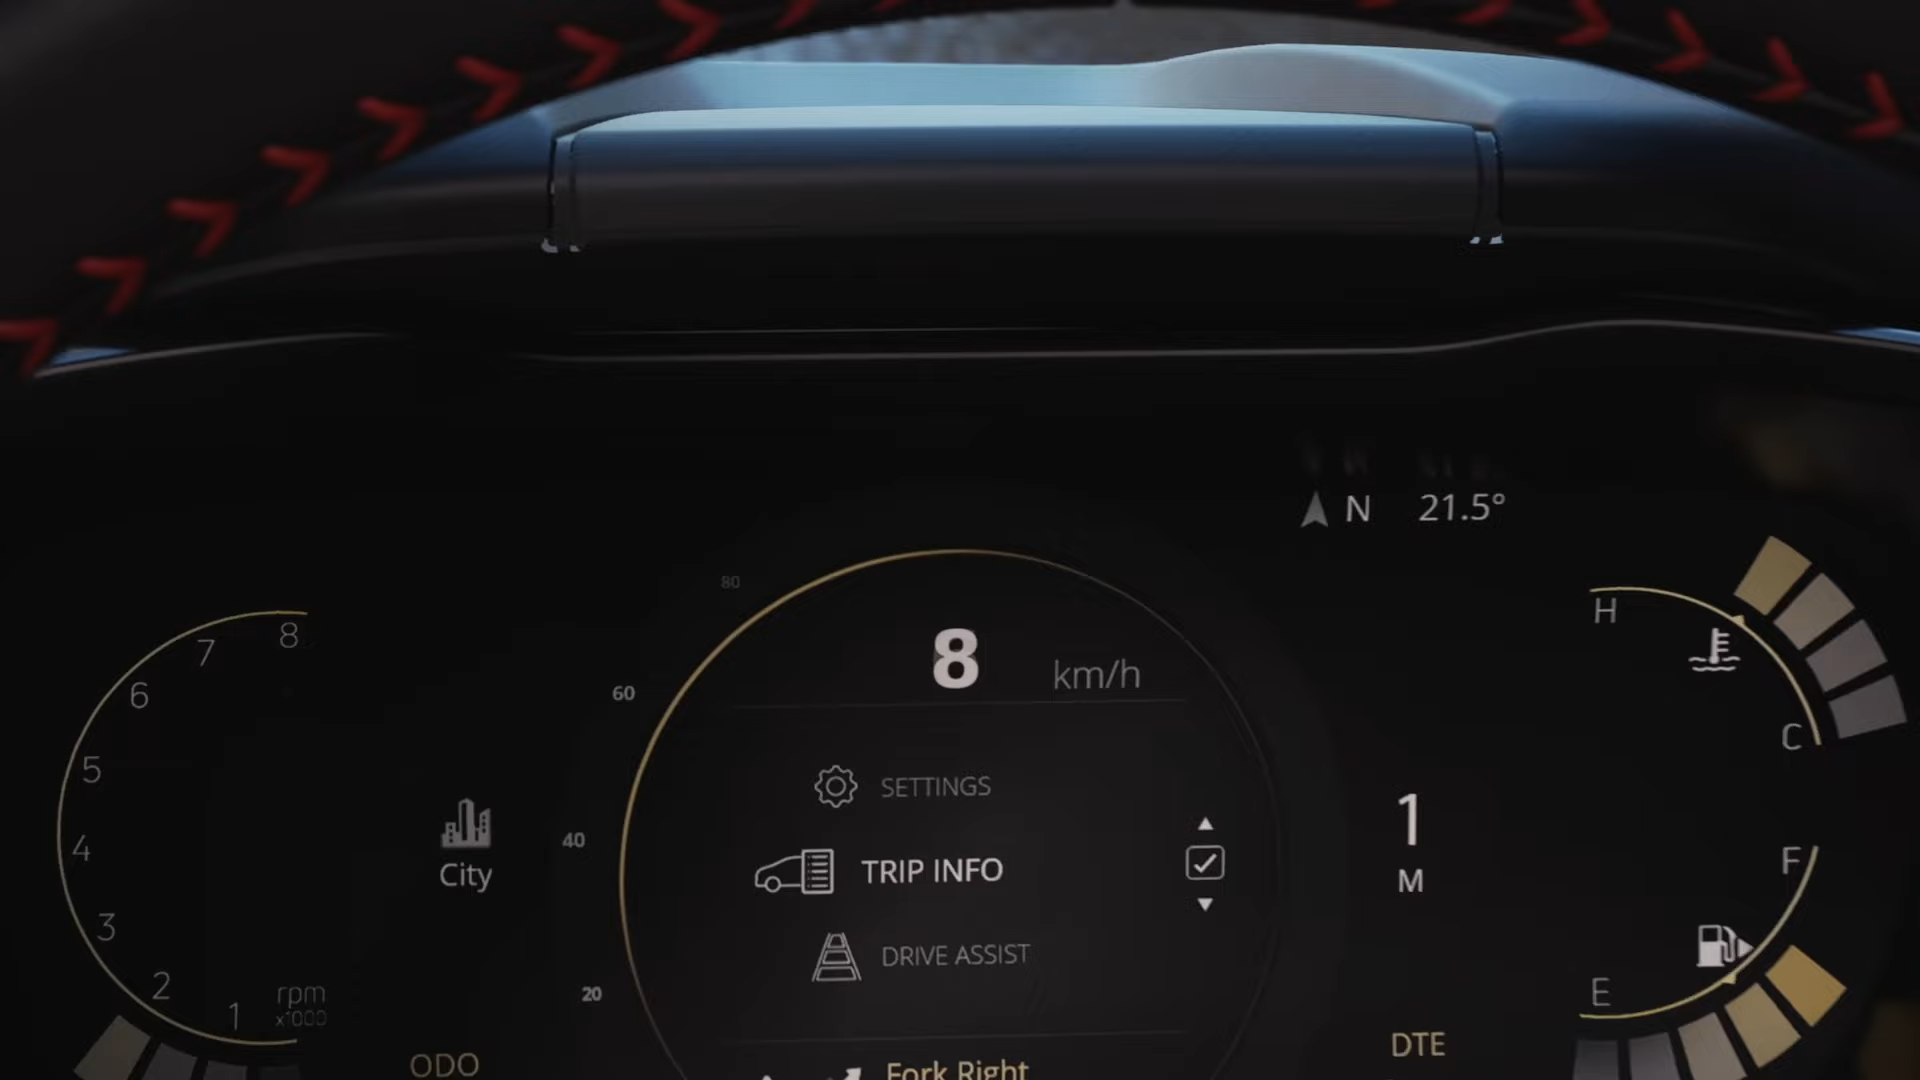 N 21.5°
80
8 km/h
60
40
20
SETTINGS
TRIP INFO
DRIVE ASSIST
Fork Right
8
7
6
5
4
3
2
1
rpm
x1000
City
ODO
1
M
DTE
H
C
F
E